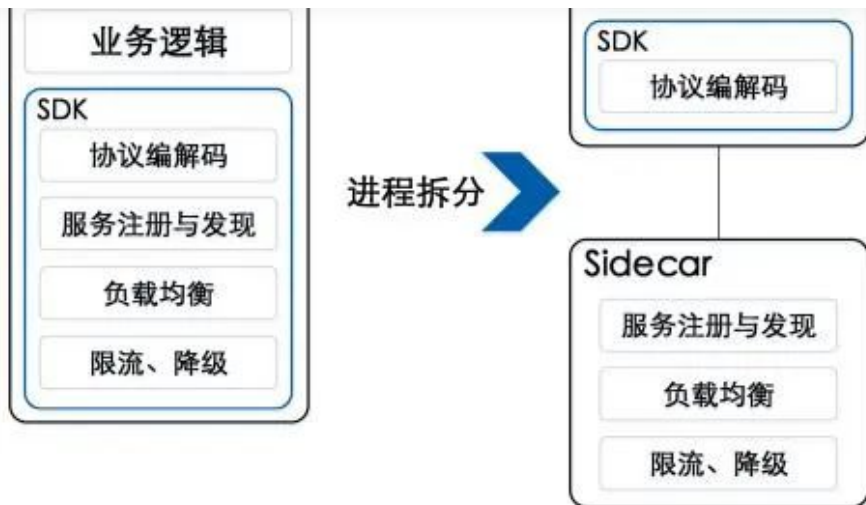 业务逻辑
SDK
协议编解码
服务注册与发现
负载均衡
限流、降级
进程拆分
SDK
协议编解码
Sidecar
服务注册与发现
负载均衡
限流、降级